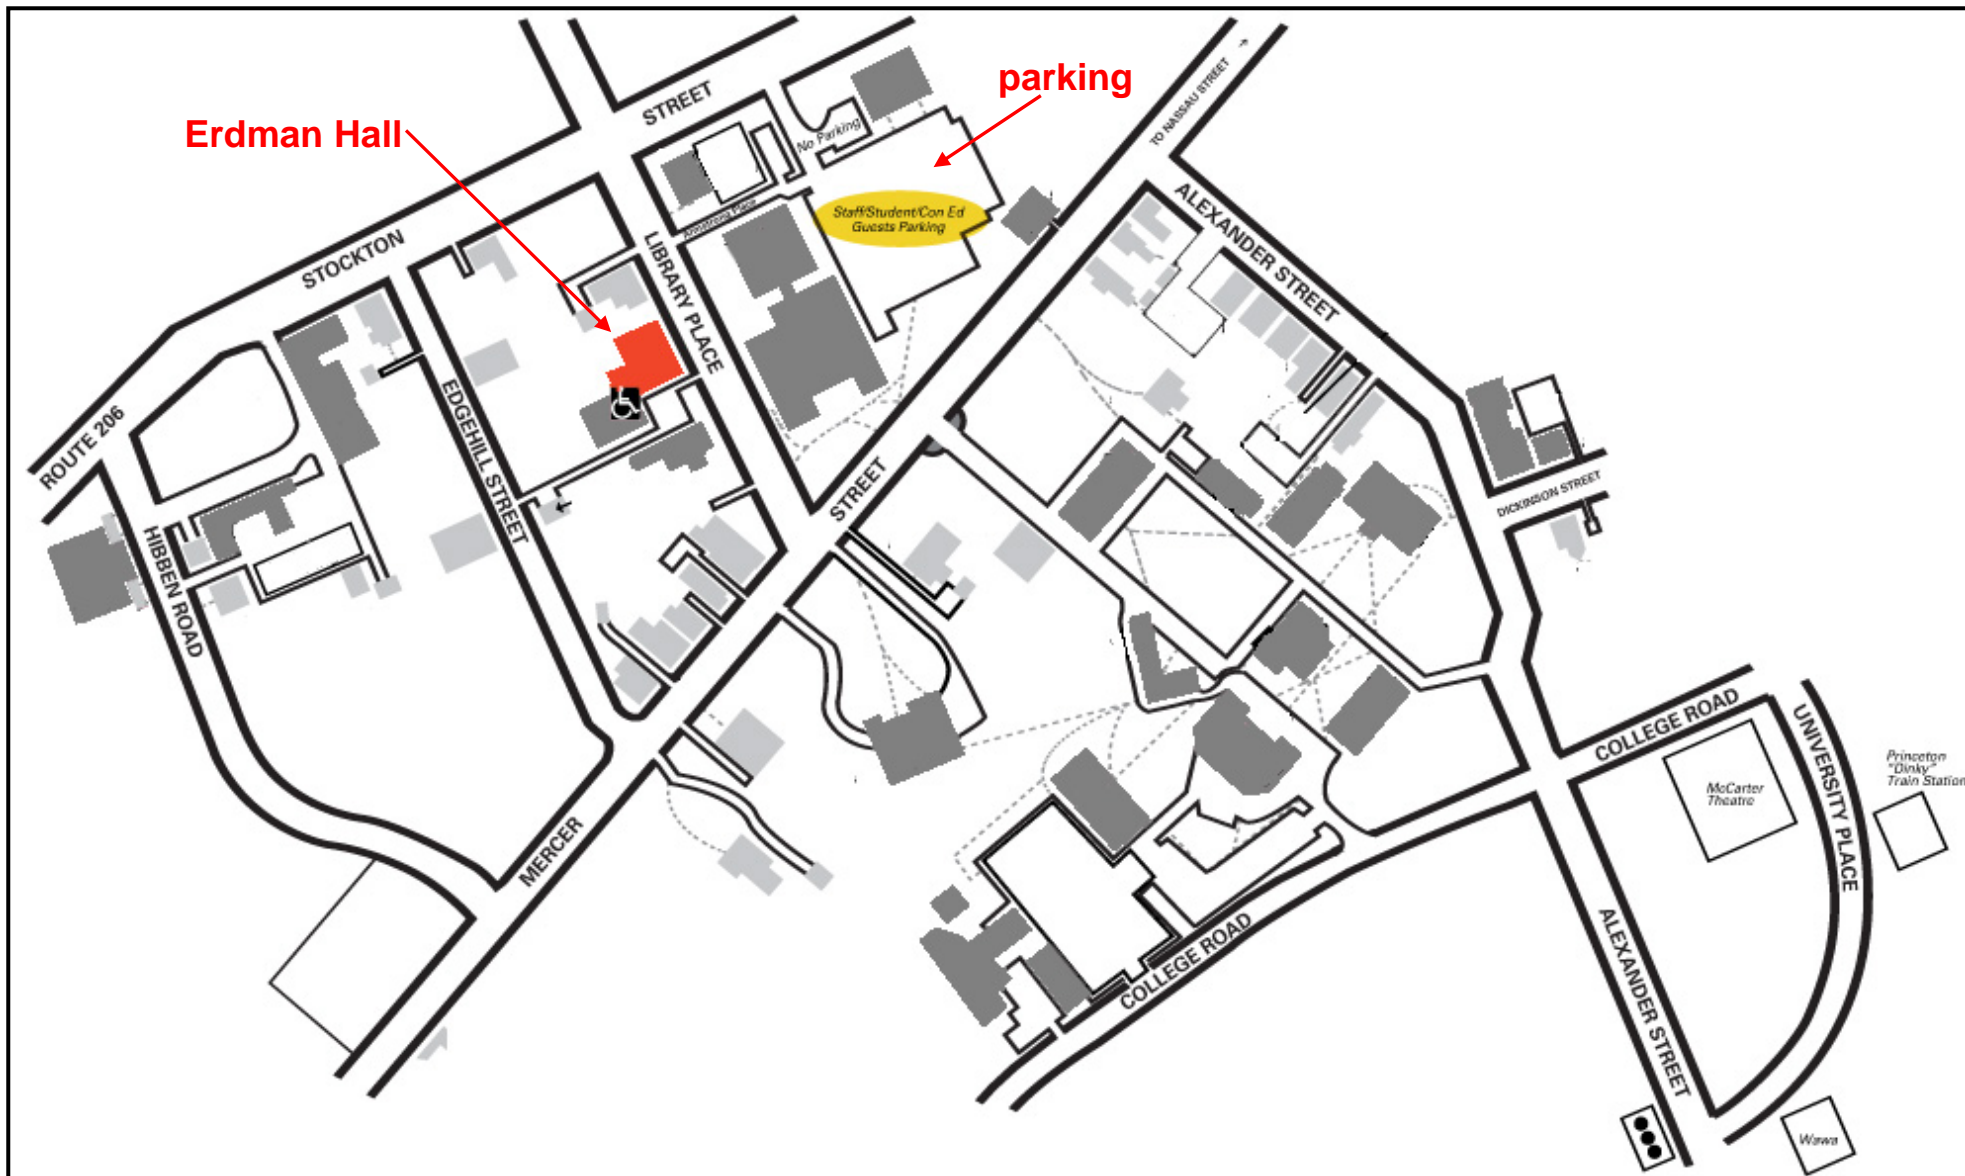 parking
Erdman Hall
STREET
No Parking
TO NASSAU STREET
Armstrong Place
Staff/Student/Con Ed
Guests Parking
ALEXANDER STREET
STOCKTON
LIBRARY PLACE
ROUTE 206
EDGEHILL STREET
STREET
DICKINSON STREET
HIBBEN ROAD
COLLEGE ROAD
UNIVERSITY PLACE
Princeton
"Dinky"
Train Station
McCarter
Theatre
MERCER
COLLEGE ROAD
ALEXANDER STREET
Wawa